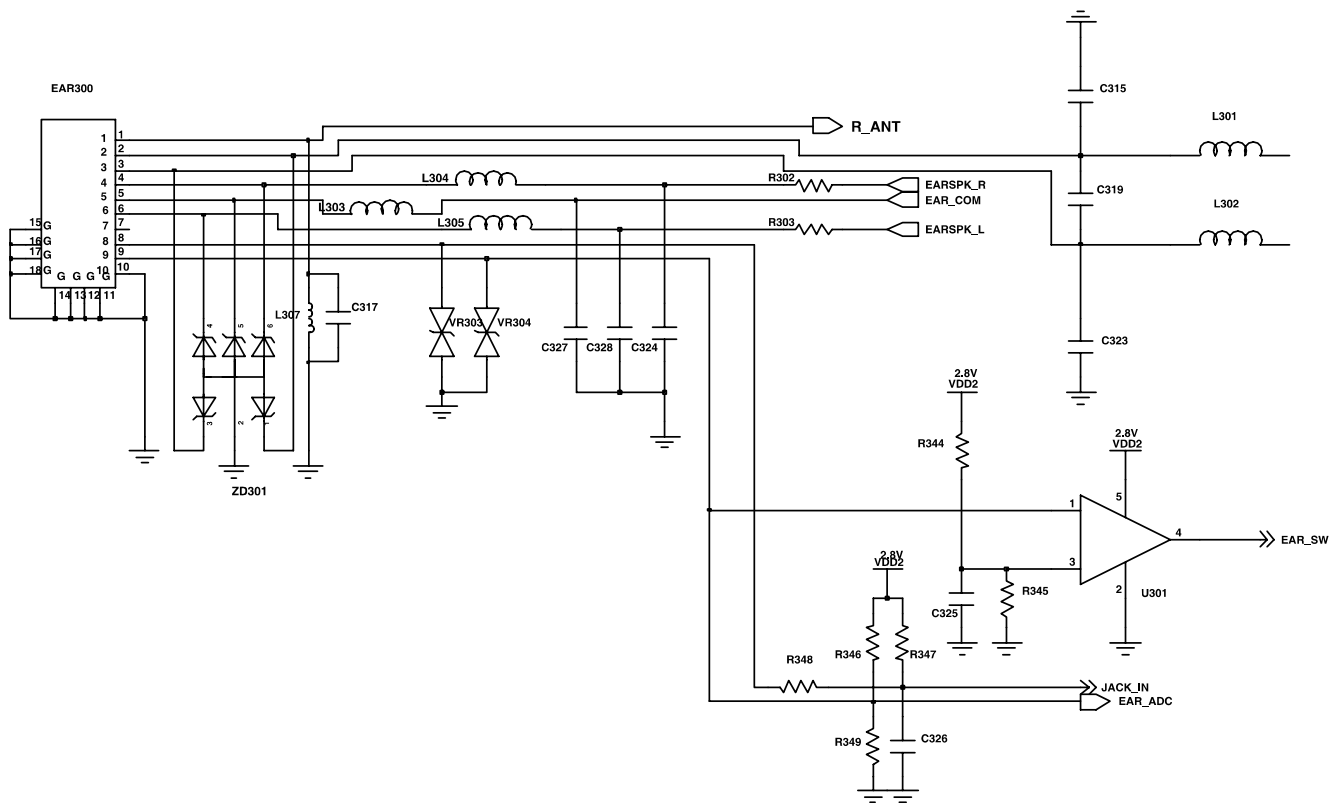 EAR300
C315
R_ANT
L301
1 1
2 2
3 3
4 4
5 5
6 6
7 7
8 8
9 9
10 10
L304
R302
EARSPK_R
C319
L303
EAR_COM
L305
R303
EARSPK_L
L302
15 G
16 G
17 G
18 G
G G G G
14 13 12 11
L307
C317
VR303
VR304
C327
C328
C324
C323
4 5 6
3 2 1
ZD301
2.8V
VDD2
R344
2.8V
VDD2
5
1
4
EAR_SW
3
2
U301
2.8V
VDD2
C325
R345
R346
R347
R348
JACK_IN
EAR_ADC
R349
C326